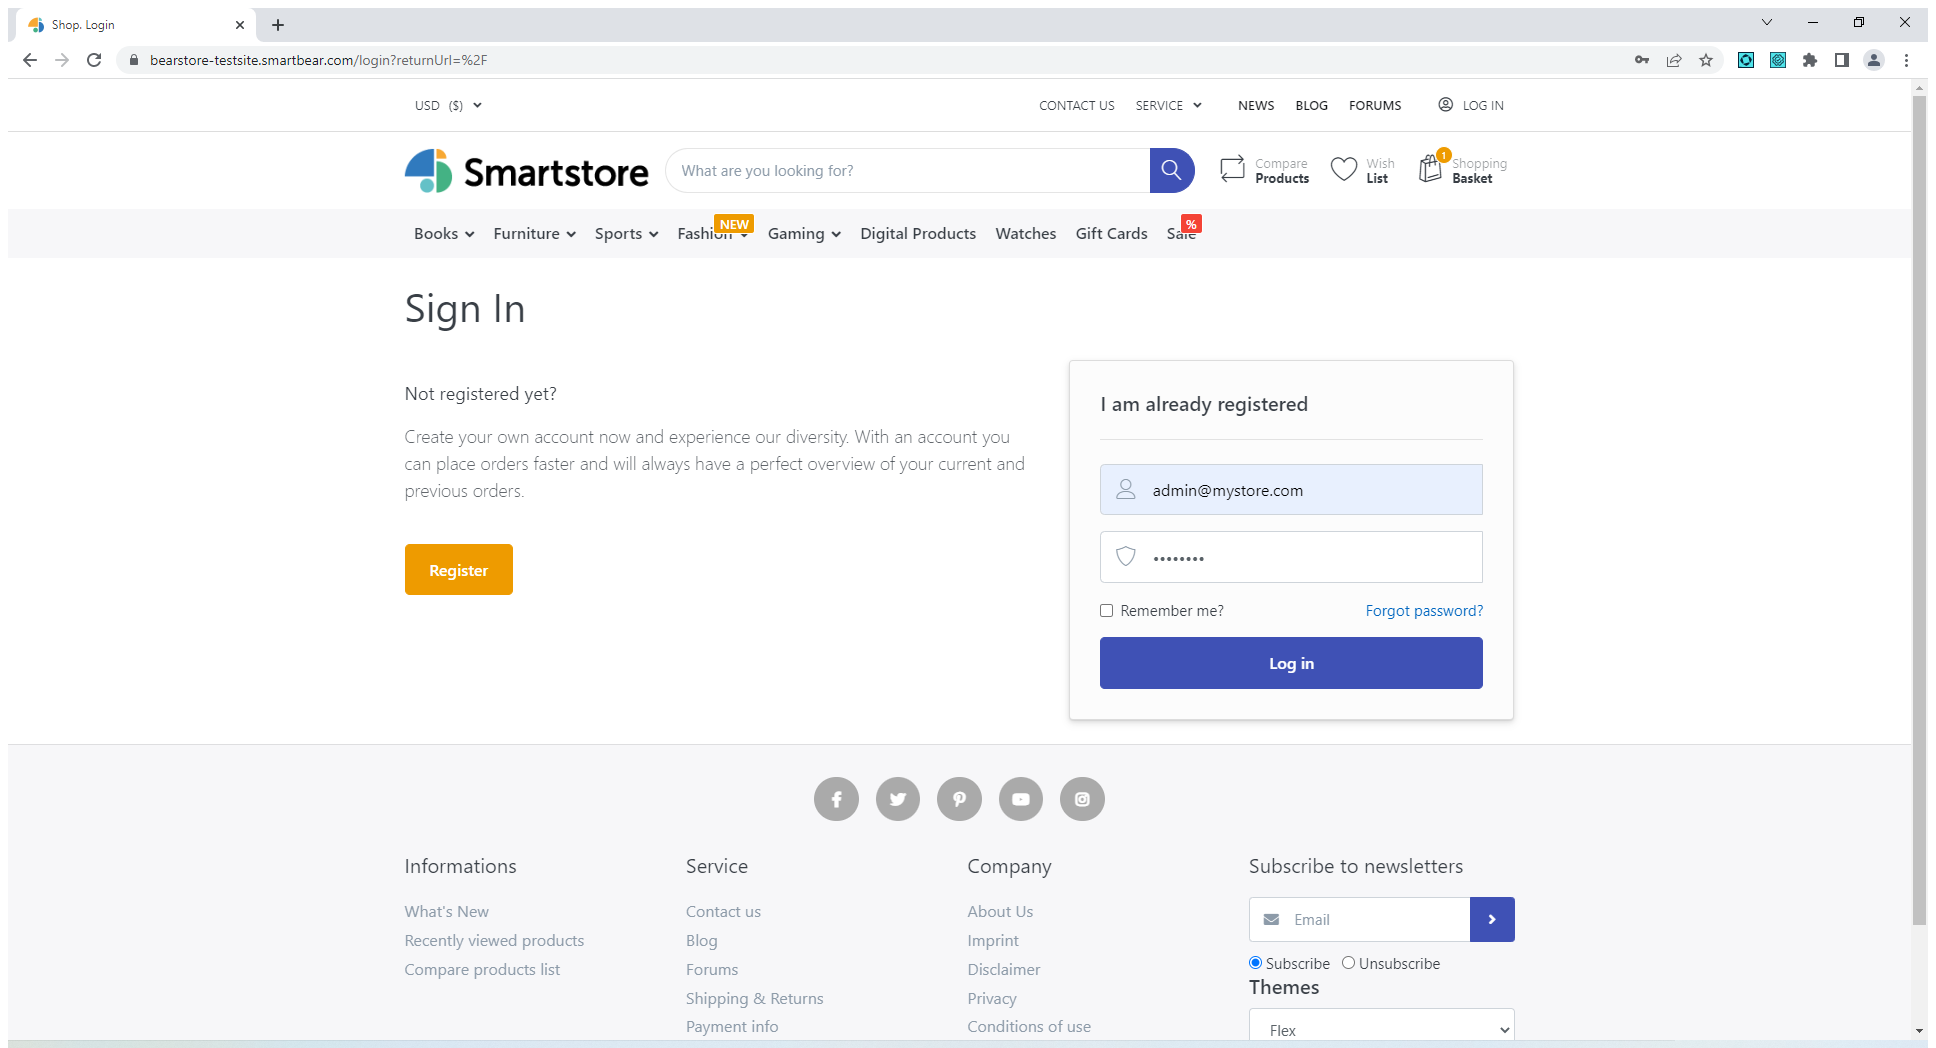 Shop. Login
bearstore-testsite.smartbear.com/login?returnUrl=%2F
USD ($)
CONTACT US SERVICE NEWS BLOG FORUMS LOG IN
Smartstore
What are you looking for?
Compare Products
Wish List
1
Shopping Basket
Books Furniture Sports Fashion NEW Gaming Digital Products Watches Gift Cards Sale %
Sign In
Not registered yet?
Create your own account now and experience our diversity. With an account you
can place orders faster and will always have a perfect overview of your current and
previous orders.
Register
I am already registered
admin@mystore.com
••••••••
Remember me? Forgot password?
Log in
Informations
What's New
Recently viewed products
Compare products list
Service
Contact us
Blog
Forums
Shipping & Returns
Payment info
Company
About Us
Imprint
Disclaimer
Privacy
Conditions of use
Subscribe to newsletters
Email
Subscribe Unsubscribe
Themes
Flex